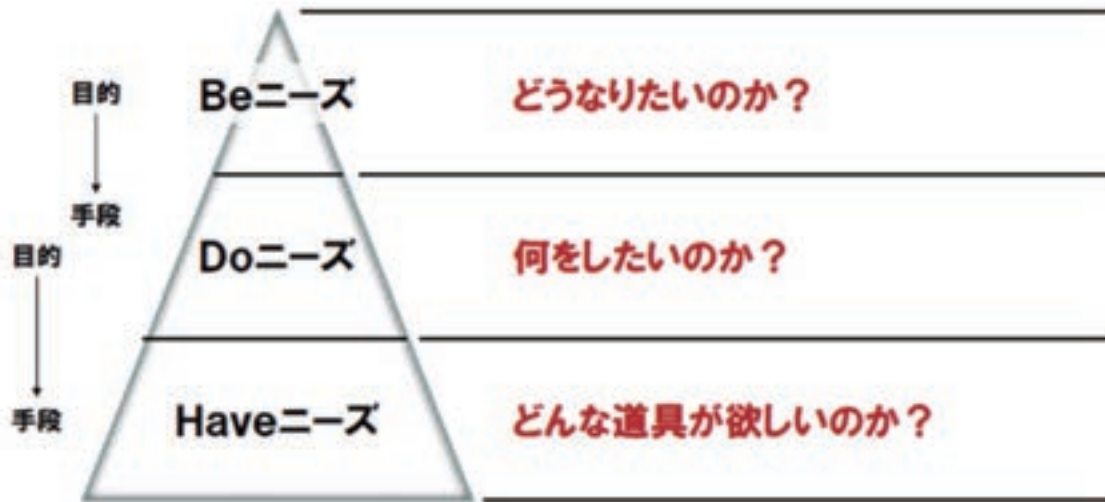 目的
Beニーズ
どうなりたいのか？
手段
目的
Doニーズ
何をしたいのか？
手段
Haveニーズ
どんな道具が欲しいのか？